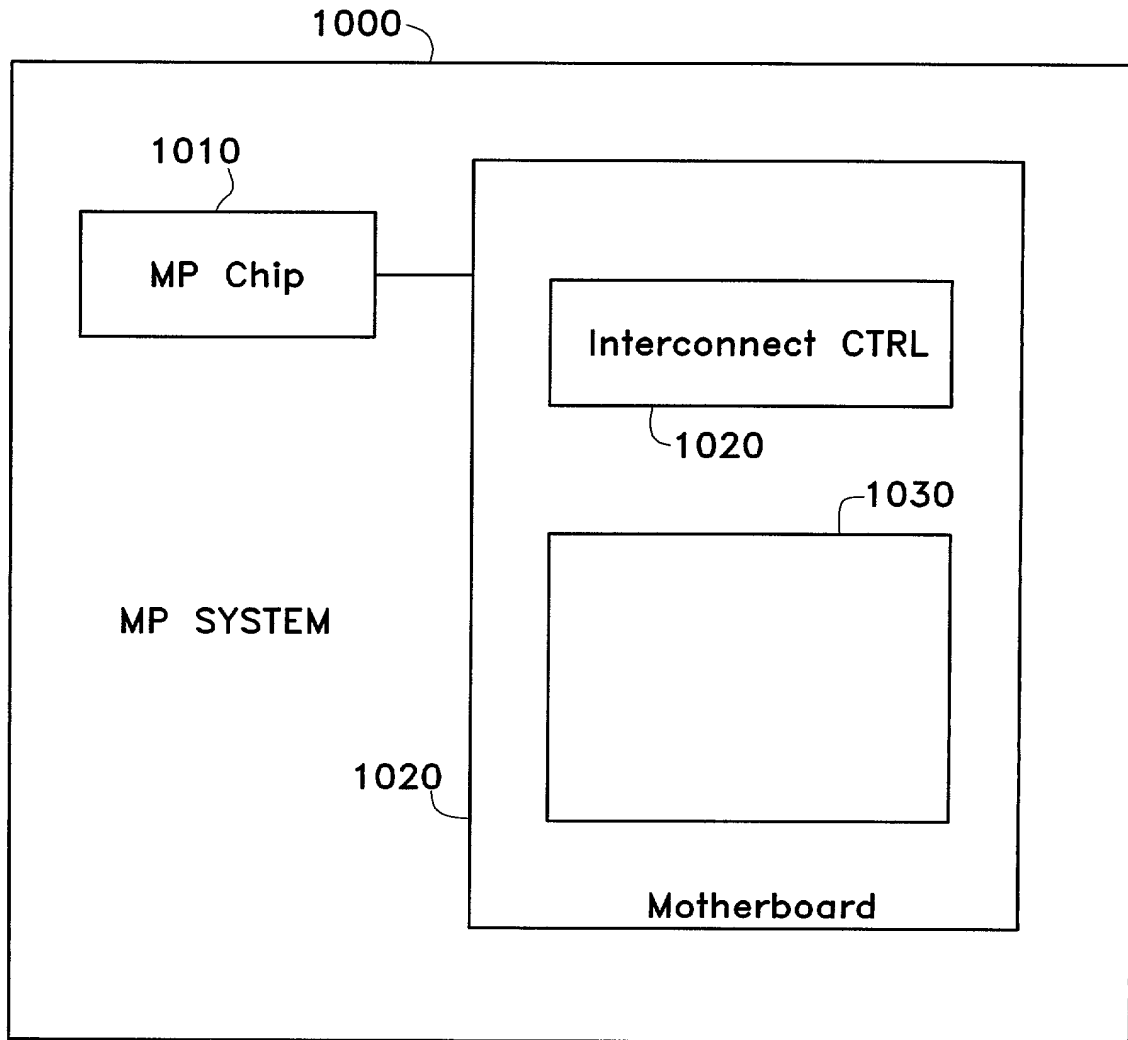 1000
1010
MP Chip
Interconnect CTRL
1020
1030
MP SYSTEM
1020
Motherboard